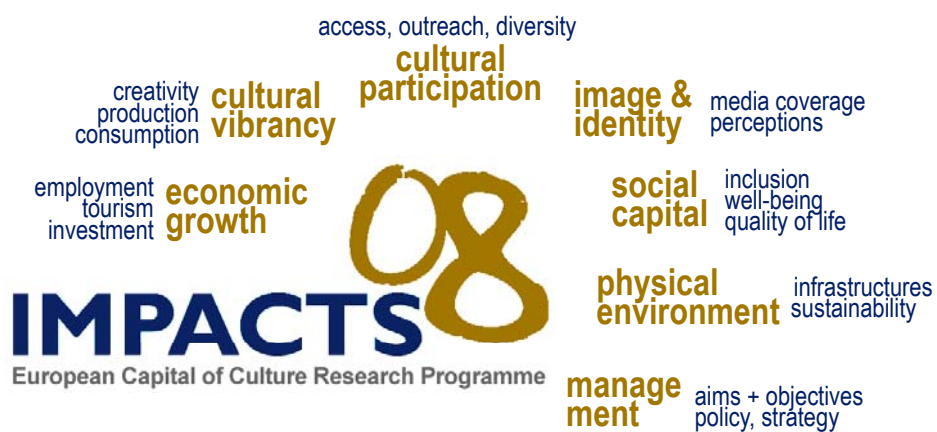 access, outreach, diversity
cultural
participation
creativity
production
consumption
cultural
vibrancy
image &
identity
media coverage
perceptions
employment
tourism
investment
economic
growth
social
capital
inclusion
well-being
quality of life
08
IMPACTS
European Capital of Culture Research Programme
physical
environment
infrastructures
sustainability
manage
ment
aims + objectives
policy, strategy